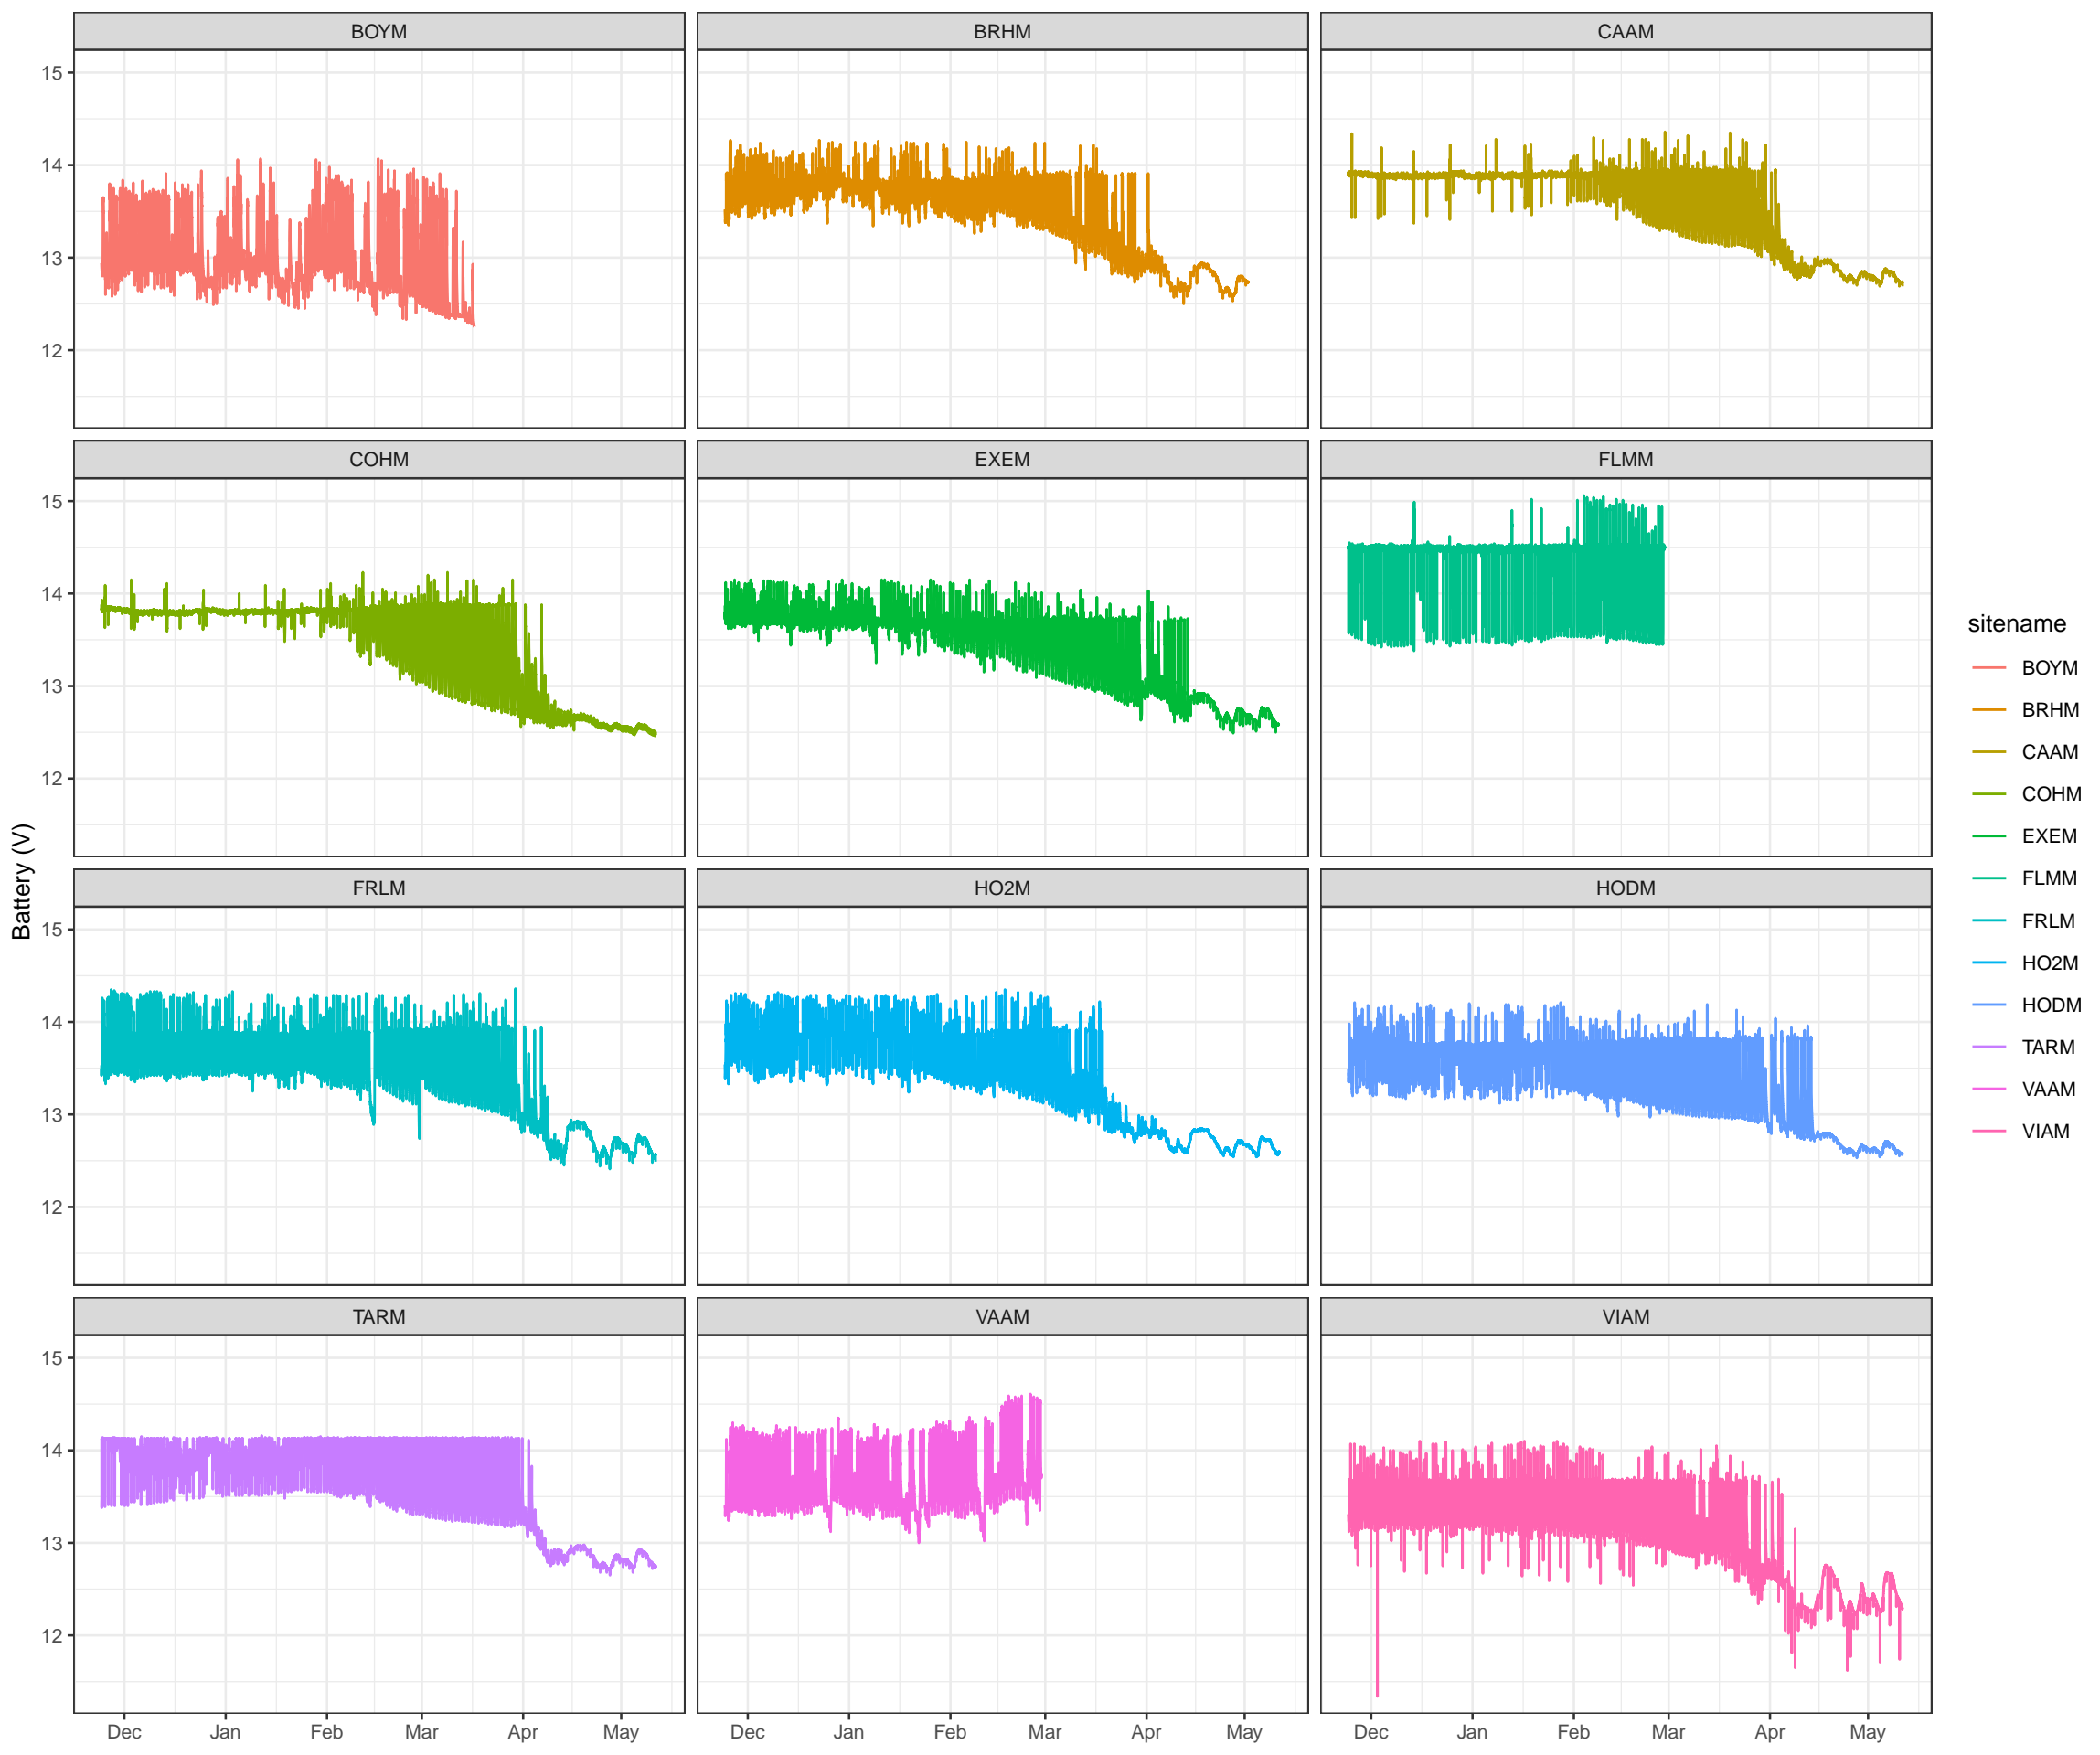 BOYM BRHM CAAM
15
14
13
12
COHM EXEM FLMM
15
14
13
12
FRLM HO2M HODM
15
14
13
12
TARM VAAM VIAM
15
14
13
12
Dec Jan Feb Mar Apr May Dec Jan Feb Mar Apr May Dec Jan Feb Mar Apr May
Battery (V)
sitename
BOYM
BRHM
CAAM
COHM
EXEM
FLMM
FRLM
HO2M
HODM
TARM
VAAM
VIAM